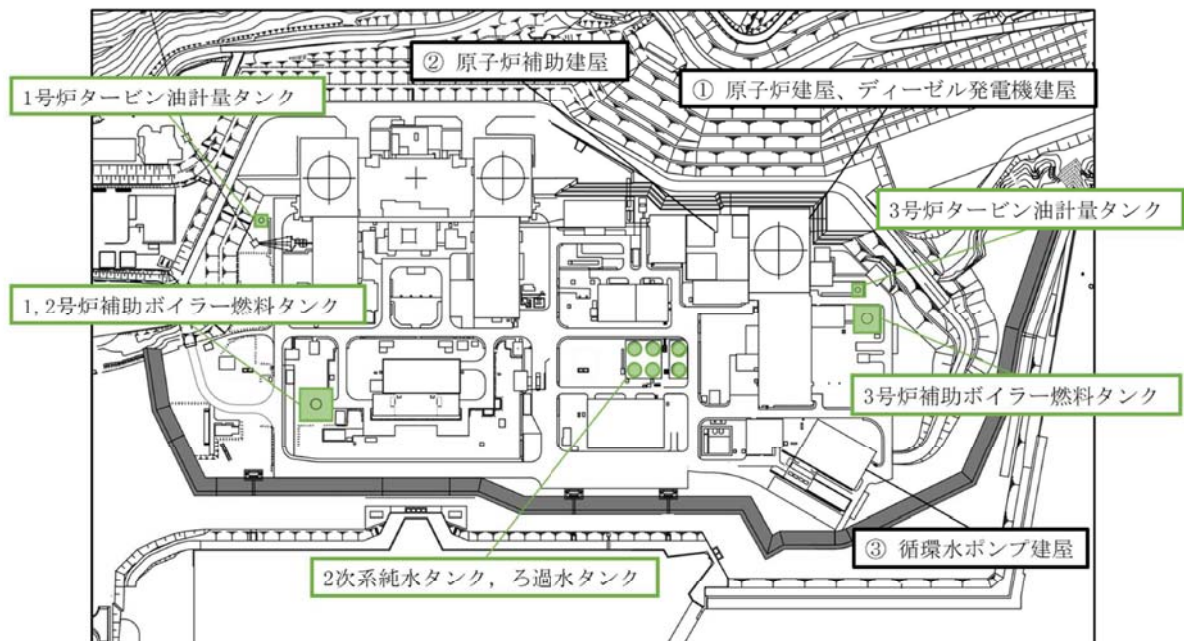 ② 原子炉補助建屋
① 原子炉建屋、ディーゼル発電機建屋
1号炉タービン油計量タンク
3号炉タービン油計量タンク
1,2号炉補助ボイラー燃料タンク
3号炉補助ボイラー燃料タンク
③ 循環水ポンプ建屋
2次系純水タンク，ろ過水タンク